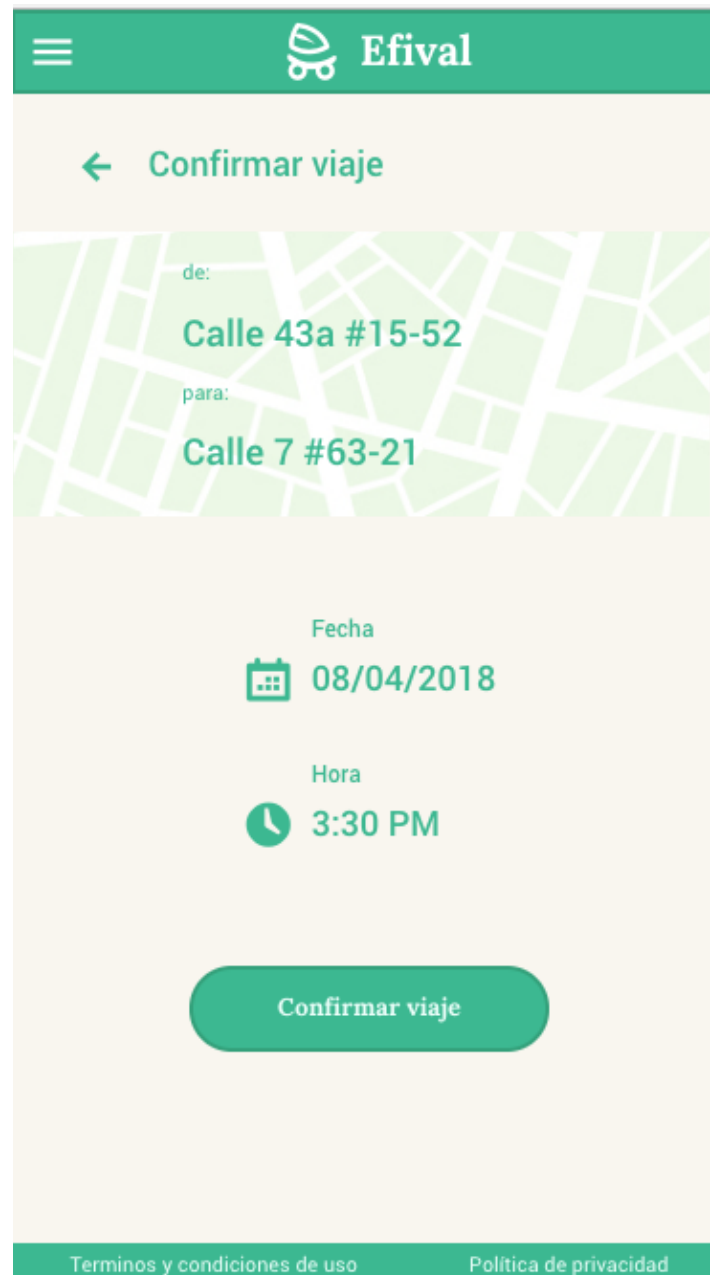 Efival
Confirmar viaje
de:
Calle 43a #15-52
para:
Calle 7 #63-21
Fecha
08/04/2018
Hora
3:30 PM
Confirmar viaje
Terminos y condiciones de uso Política de privacidad